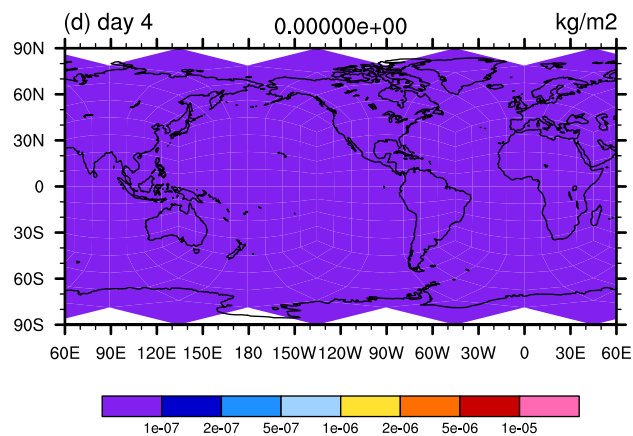 (d) day 4 0.00000e+00 kg/m2
90N
60N
30N
0
30S
60S
90S
60E 90E 120E 150E 180 150W 120W 90W 60W 30W 0 30E 60E
1e-07 2e-07 5e-07 1e-06 2e-06 5e-06 1e-05